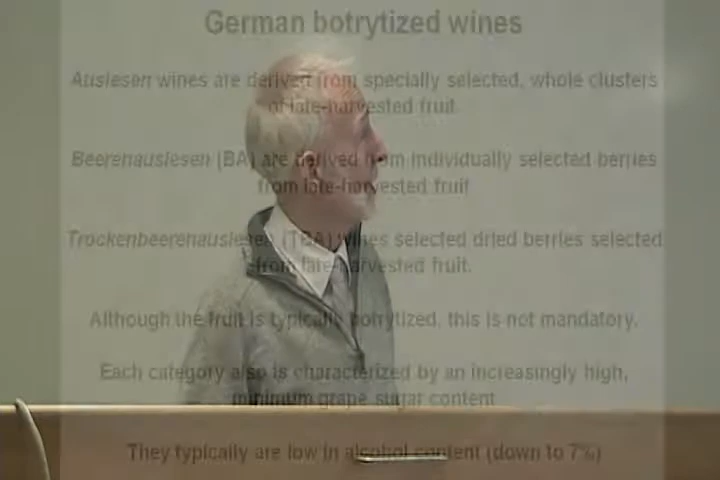 German botrytized wines
Auslesen wines are derived from specially selected, whole clusters
of late-harvested fruit
Beerenauslesen (BA) are derived from individually selected berries
from late-harvested fruit
Trockenbeerenauslesen (TBA) wines selected dried berries selected
from late-harvested fruit.
Although the fruit is typically botrytized, this is not mandatory.
Each category also is characterized by an increasingly high,
minimum grape sugar content
They typically are low in alcohol content (down to 7%)